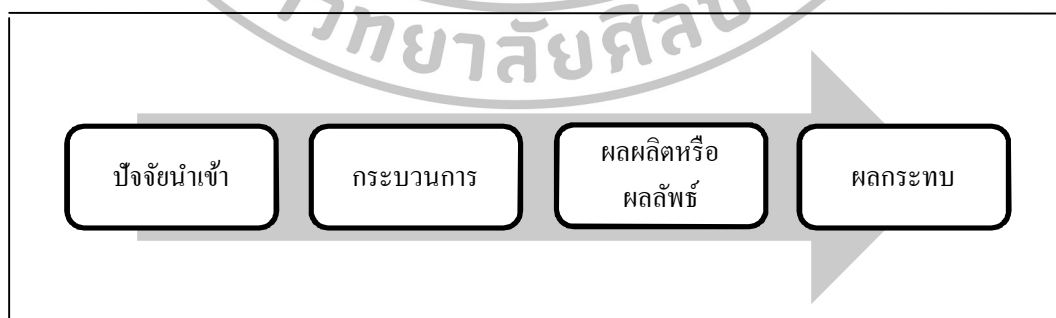 วิทยาลัยศิลป
ปัจจัยนำเข้า
กระบวนการ
ผลผลิตหรือ
ผลลัพธ์
ผลกระทบ